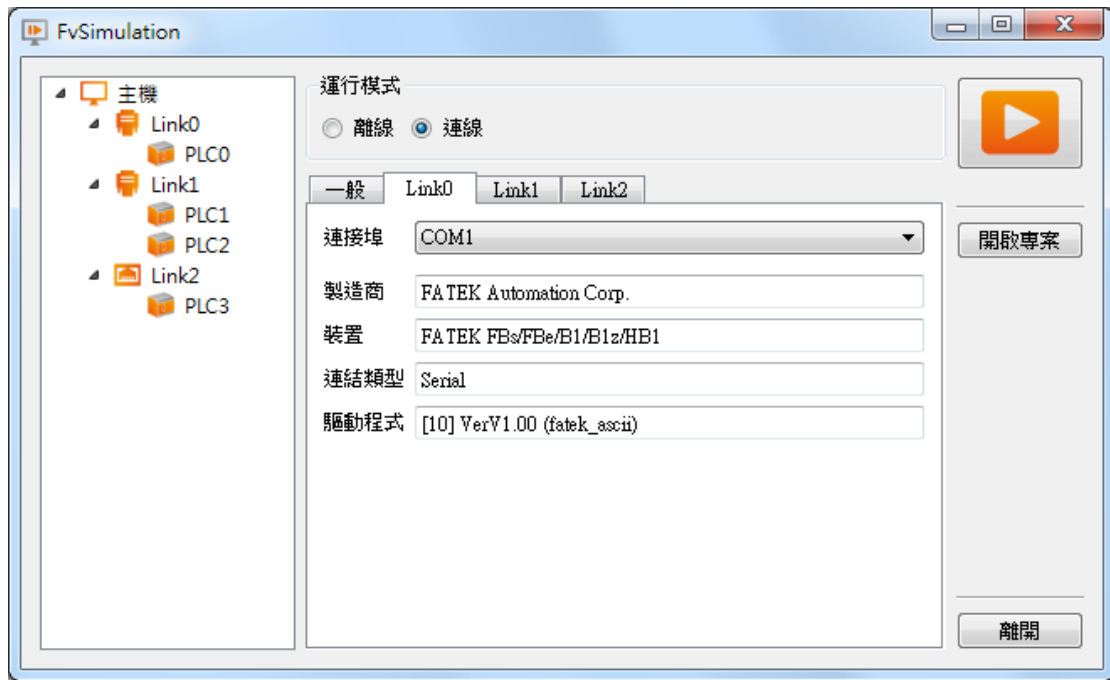 FvSimulation
主機
Link0
PLC0
Link1
PLC1
PLC2
Link2
PLC3
運行模式
離線 連線
一般 Link0 Link1 Link2
連接埠 COM1
製造商 FATEK Automation Corp.
裝置 FATEK FBs/FBe/B1/B1z/HB1
連結類型 Serial
驅動程式 [10] VerV1.00 (fatek_ascii)
開啟專案
離開